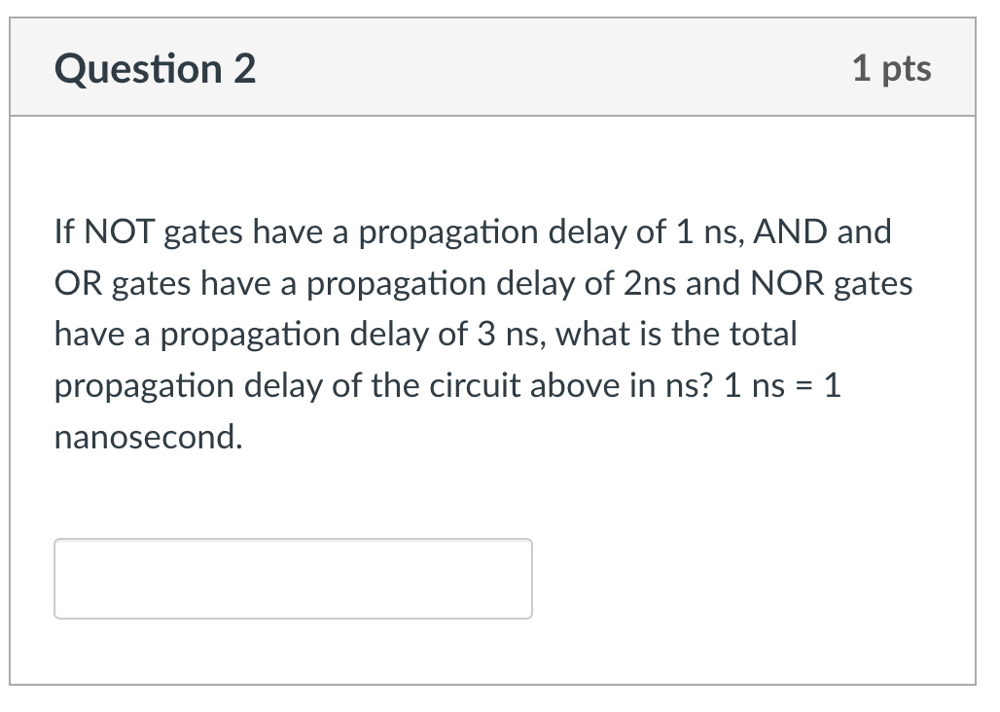 Question 2
1 pts
If NOT gates have a propagation delay of 1 ns, AND and
OR gates have a propagation delay of 2ns and NOR gates
have a propagation delay of 3 ns, what is the total
propagation delay of the circuit above in ns? 1 ns = 1
nanosecond.